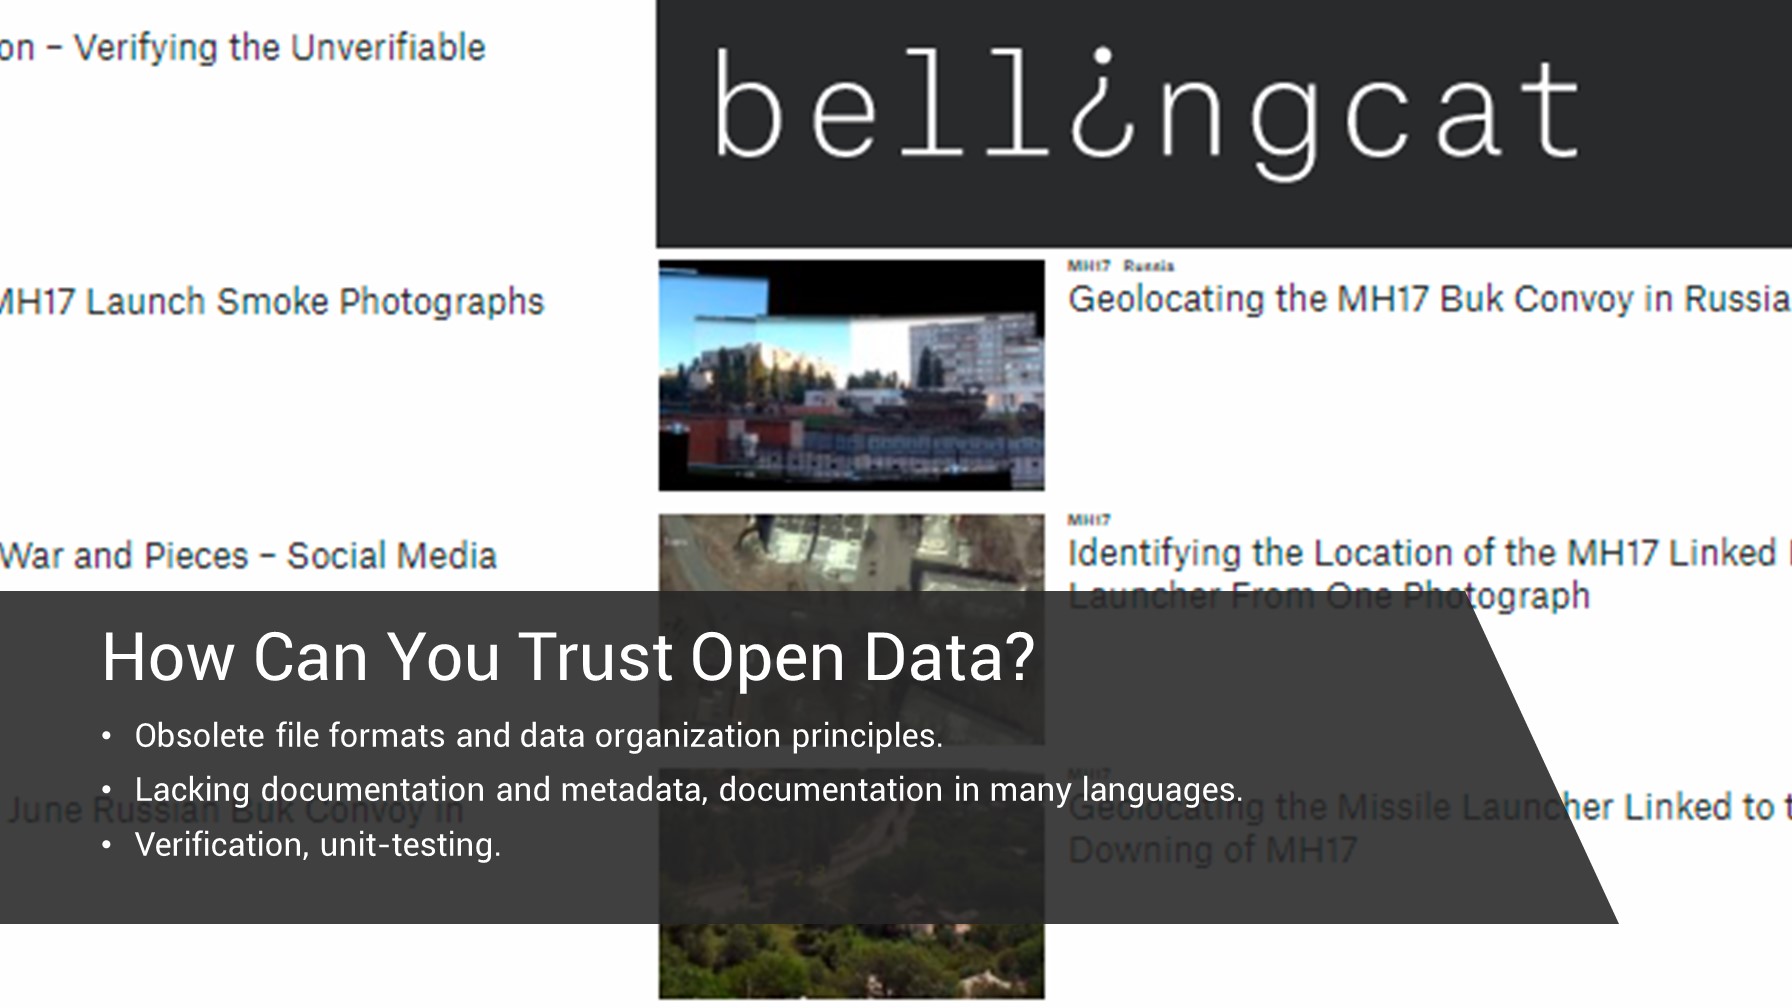 on – Verifying the Unverifiable
MH17 Launch Smoke Photographs
War and Pieces – Social Media
June Russian Buk Convoy in
bell¿ngcat
MH17 Russia
Geolocating the MH17 Buk Convoy in Russia
MH17
Identifying the Location of the MH17 Linked
Launcher From One Photograph
MH17
Geolocating the Missile Launcher Linked to t
Downing of MH17
How Can You Trust Open Data?
• Obsolete file formats and data organization principles.
• Lacking documentation and metadata, documentation in many languages.
• Verification, unit-testing.